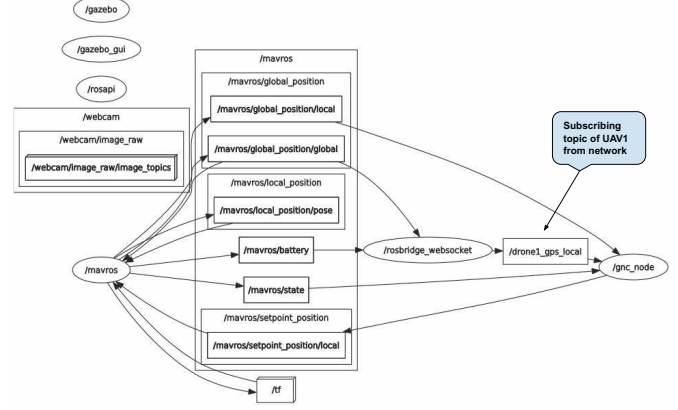 /gazebo
/gazebo_gui
/rosapi
/webcam
/webcam/image_raw
/webcam/image_raw/image_topics
/mavros
/mavros
/mavros/global_position
/mavros/global_position/local
/mavros/global_position/global
/mavros/local_position
/mavros/local_position/pose
/mavros/battery
/mavros/state
/mavros/setpoint_position
/mavros/setpoint_position/local
/tf
/rosbridge_websocket
Subscribing
topic of UAV1
from network
/drone1_gps_local
/gnc_node